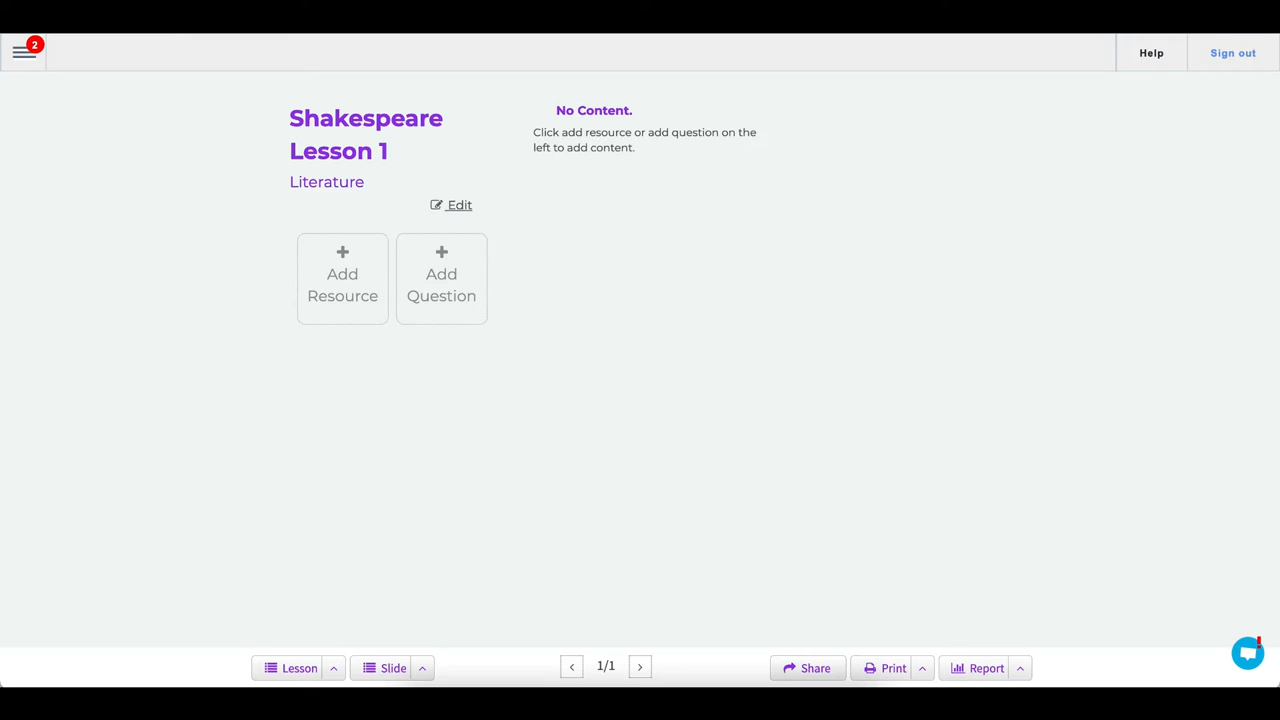 2
Help
Sign out
Shakespeare
Lesson 1
Literature
Edit
+
Add
Resource
+
Add
Question
No Content.
Click add resource or add question on the
left to add content.
Lesson
Slide
<
1/1
>
Share
Print
Report
!